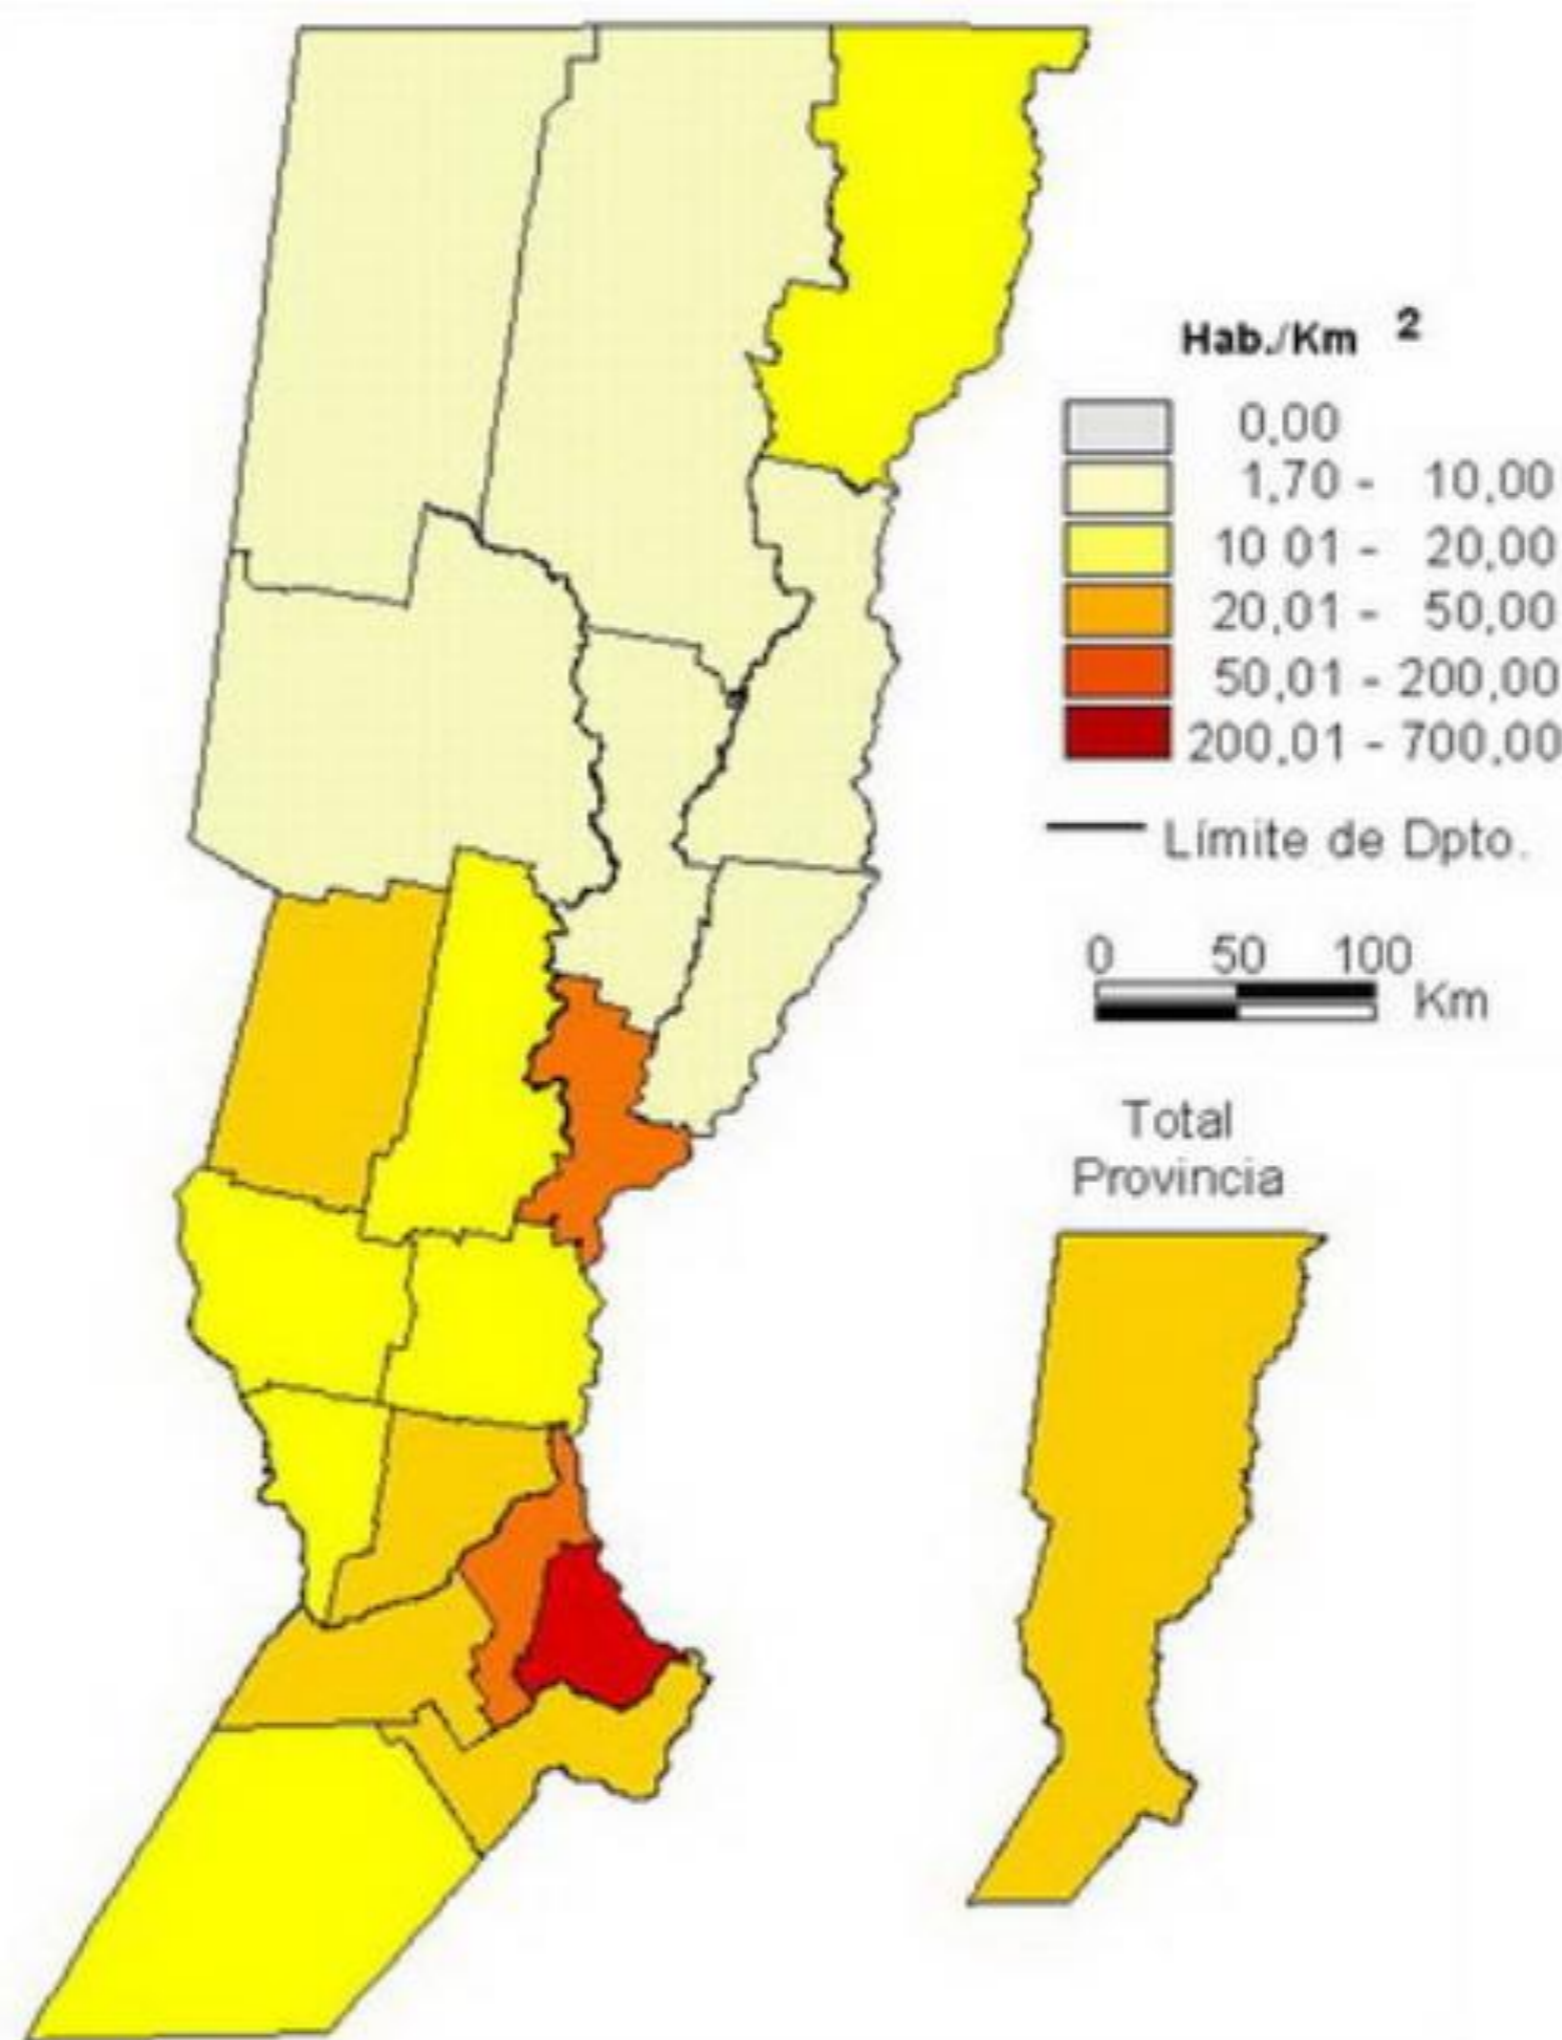 Hab./Km 2
0,00
1,70 - 10,00
10 01 - 20,00
20,01 - 50,00
50,01 - 200,00
200,01 - 700,00
Límite de Dpto.
0 50 100
Km
Total
Provincia